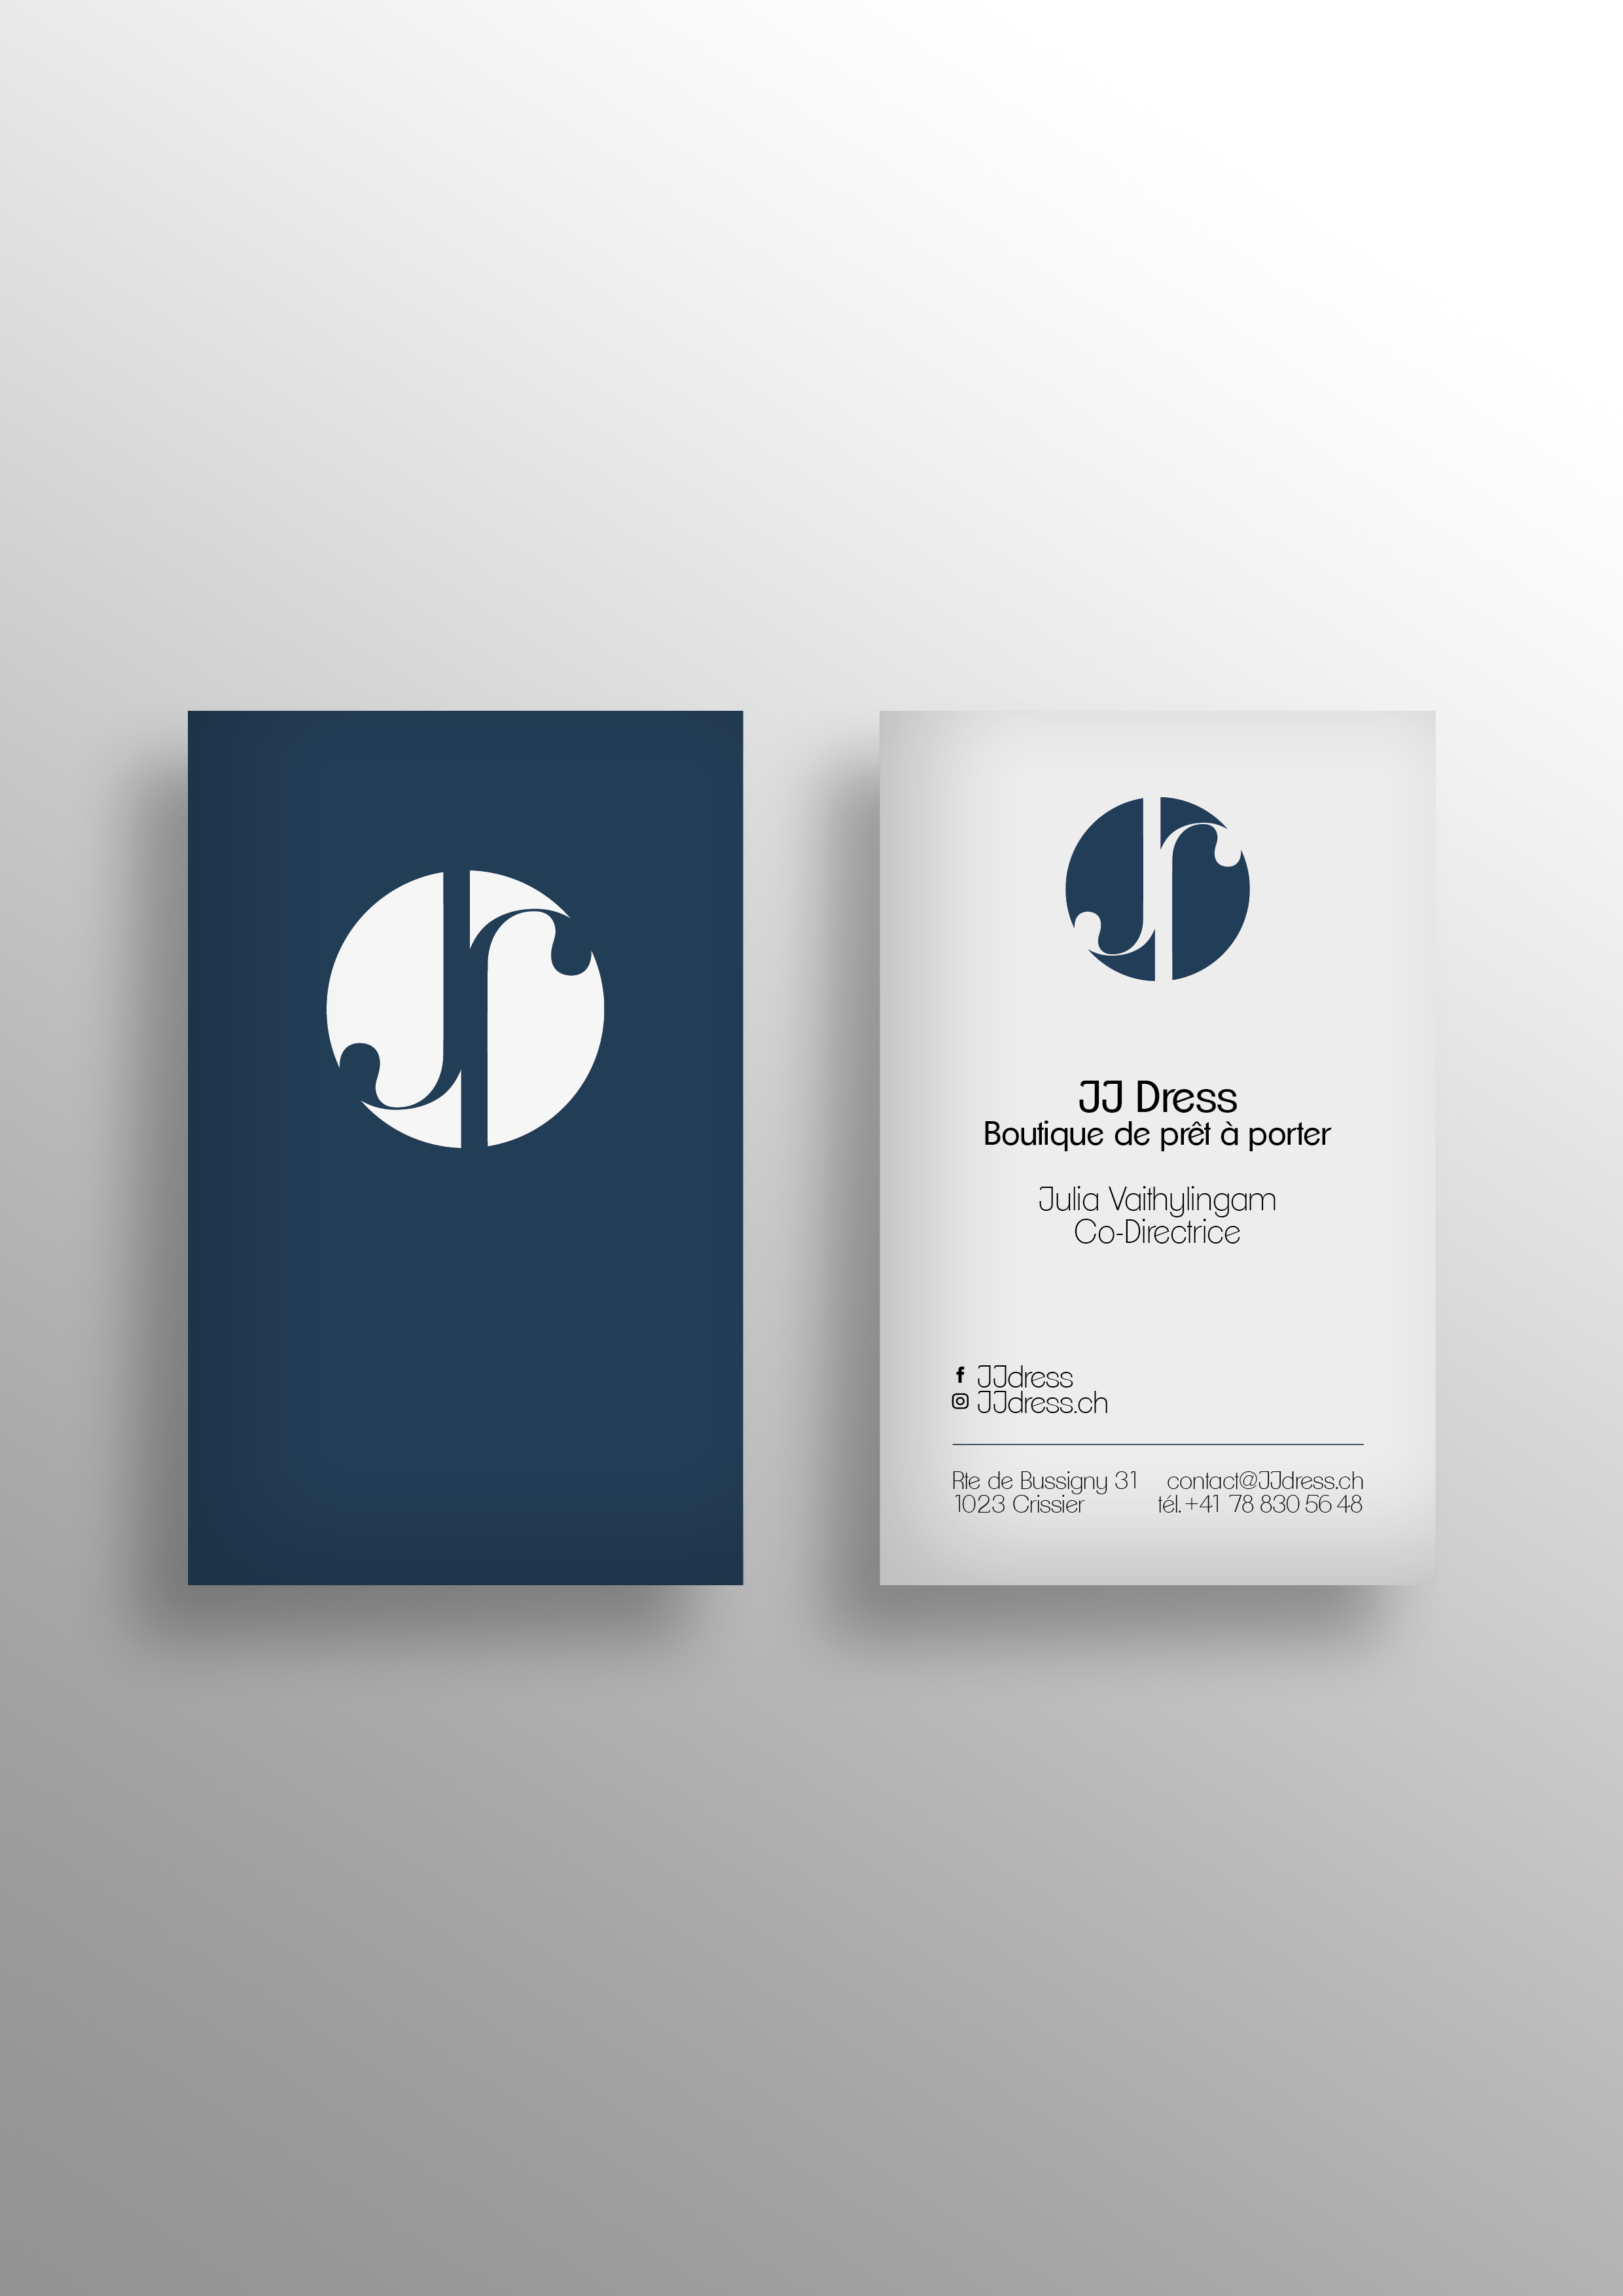 JJ Dress
Boutique de prêt à porter
Julia Vaithylingam
Co-Directrice
JJdress
JJdress.ch
Rte de Bussigny 31 contact@JJdress.ch
1023 Crissier tél.+41 78 830 56 48